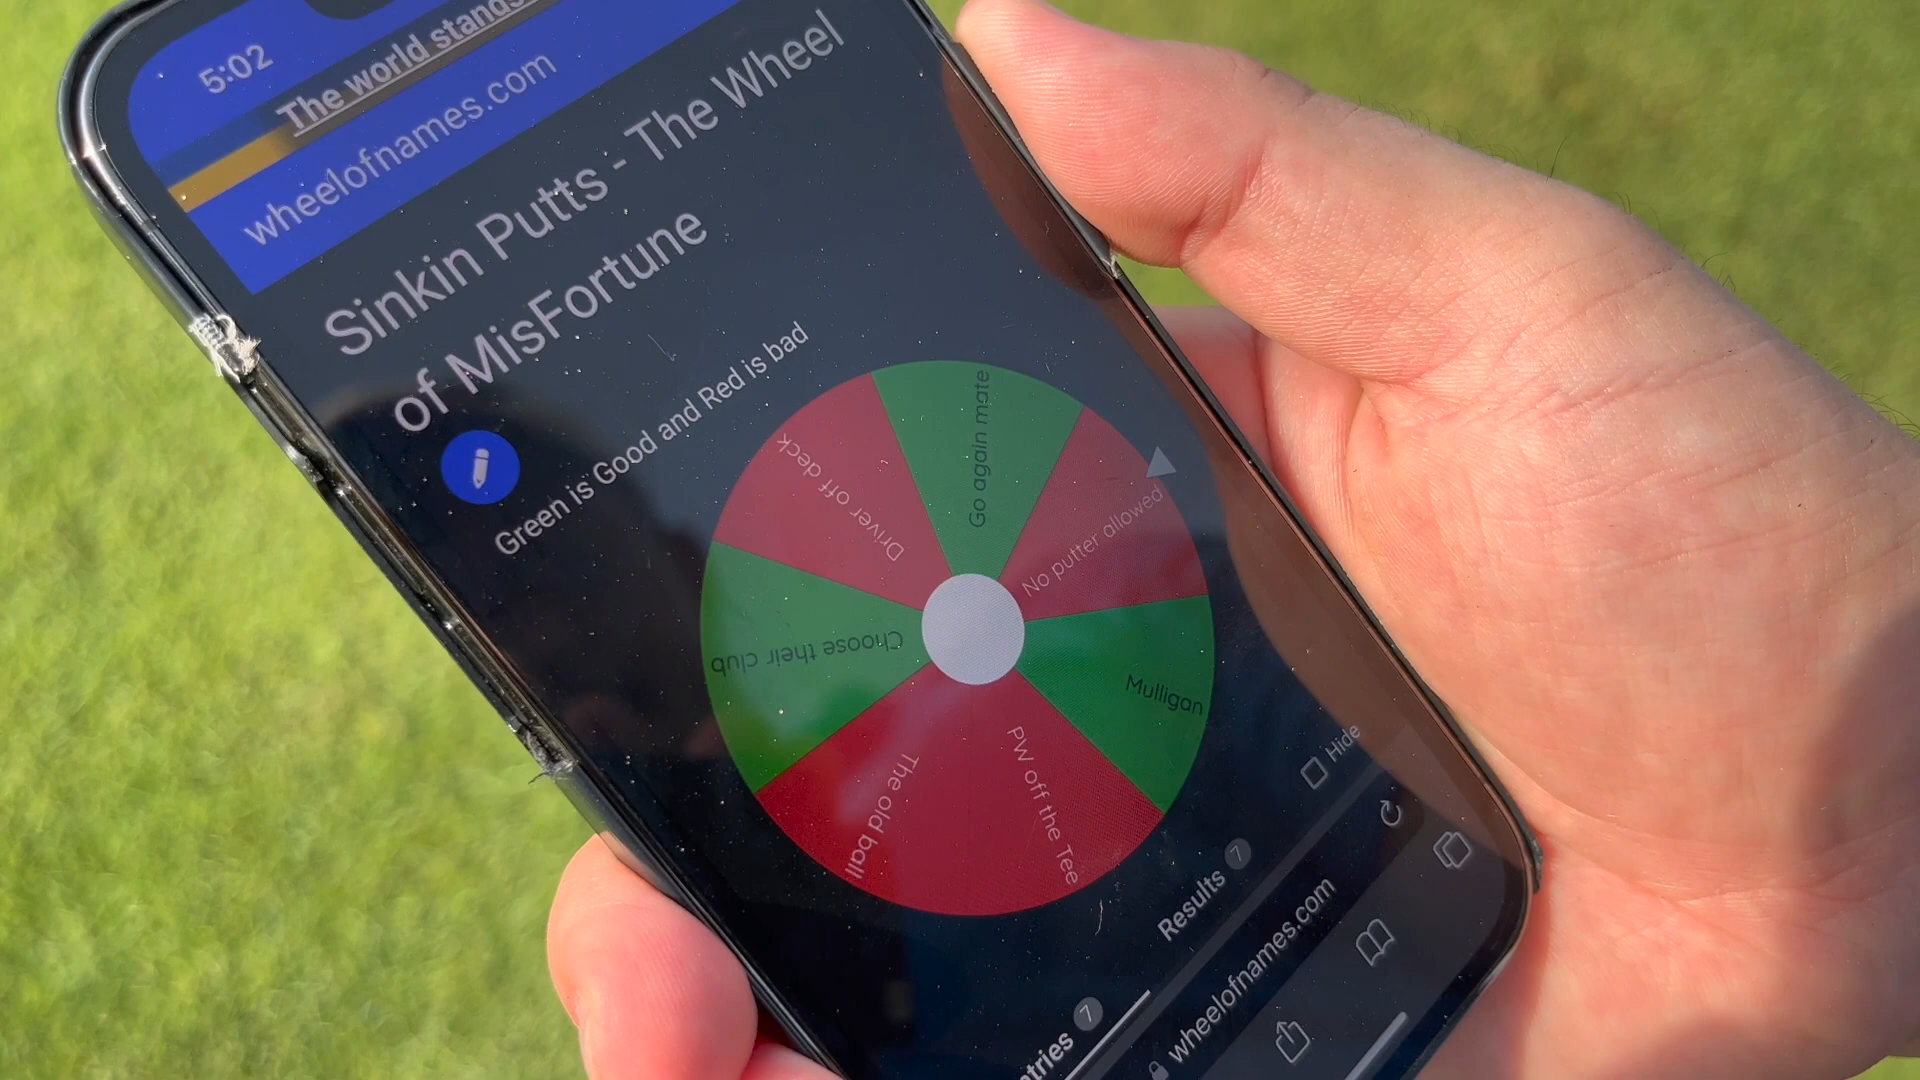 5:02
The world stands
wheelofnames.com
Sinkin Putts - The Wheel
of MisFortune
Green is Good and Red is bad
Go again mate
No putter allowed
Mulligan
PW off the Tee
The old ball
Choose their club
Driver off deck
Hide
ntries 7
Results 7
wheelofnames.com